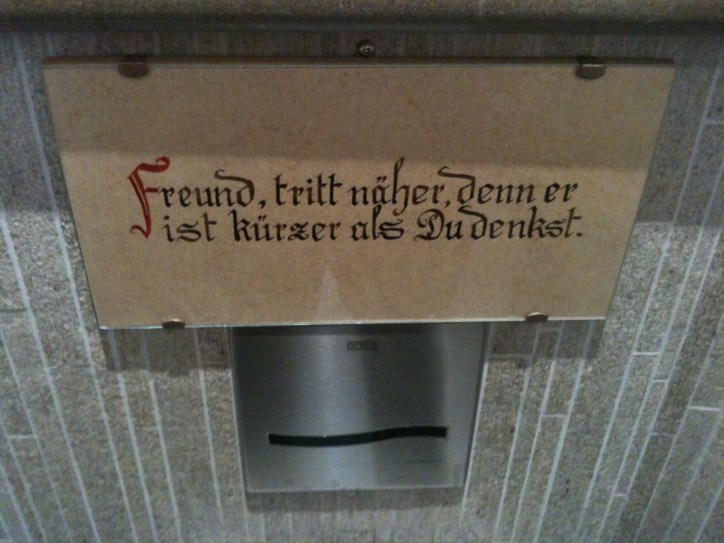 Freund, tritt näher, denn er
ist kürzer als Du denkst.